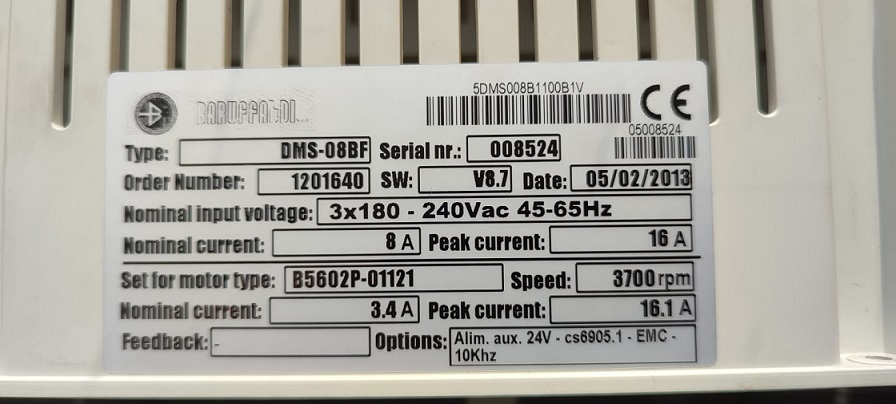 5DMS008B1100B1V
BARUFFALDI
CE
05008524
Type: DMS-08BF Serial nr.: 008524
Order Number: 1201640 SW: V8.7 Date: 05/02/2013
Nominal input voltage: 3x180 - 240Vac 45-65Hz
Nominal current: 8 A Peak current: 16 A
Set for motor type: B5602P-01121 Speed: 3700 rpm
Nominal current: 3.4 A Peak current: 16.1 A
Feedback: - Options: Alim. aux. 24V - cs6905.1 - EMC -
10Khz